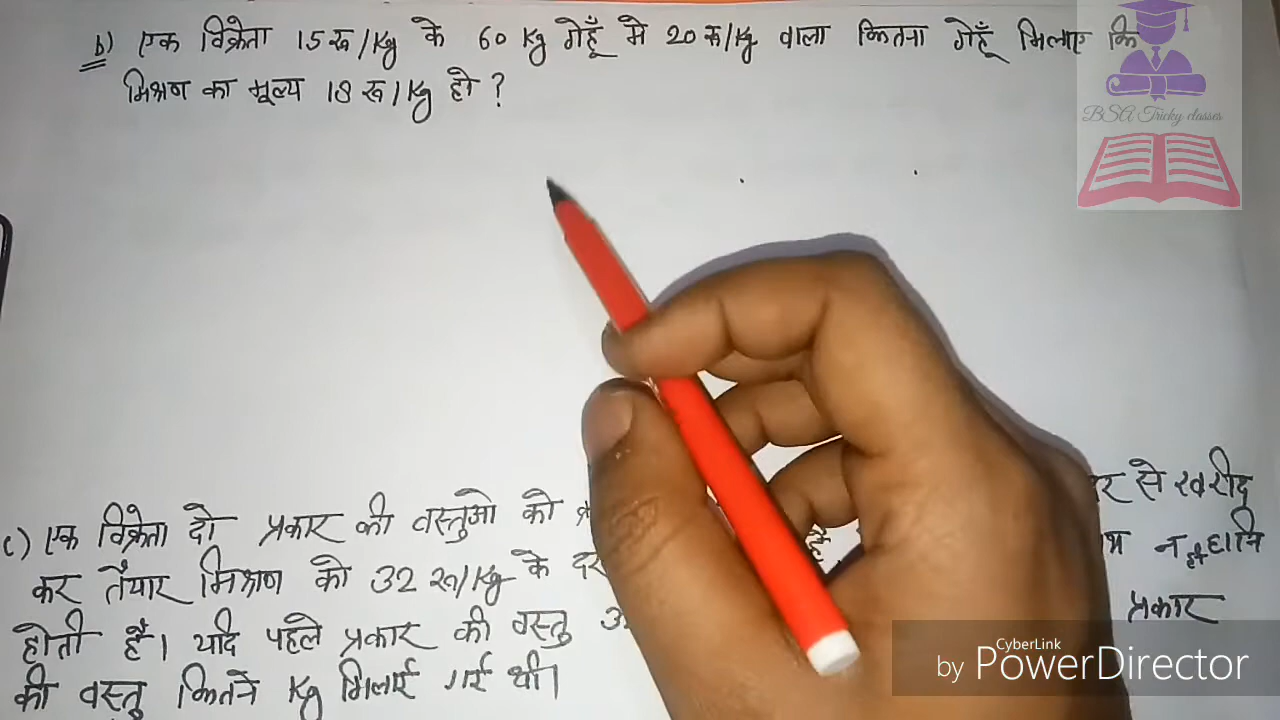 b) एक विक्रेता 15 रू/Kg के 60 Kg गेहूँ मे 20 रू/Kg वाला कितना गेहूँ मिलाए कि
मिश्रण का मूल्य 18 रू/Kg हो ?
BSA Tricky classes
c) एक विक्रेता दो प्रकार की वस्तुओ को से खरीद
कर तैयार मिश्रण को 32 रू/Kg के दर है न हानि
होती है। यदि पहले प्रकार की वस्तु प्रकार
की वस्तु कितने Kg मिलाई गई थी।
CyberLink
by PowerDirector